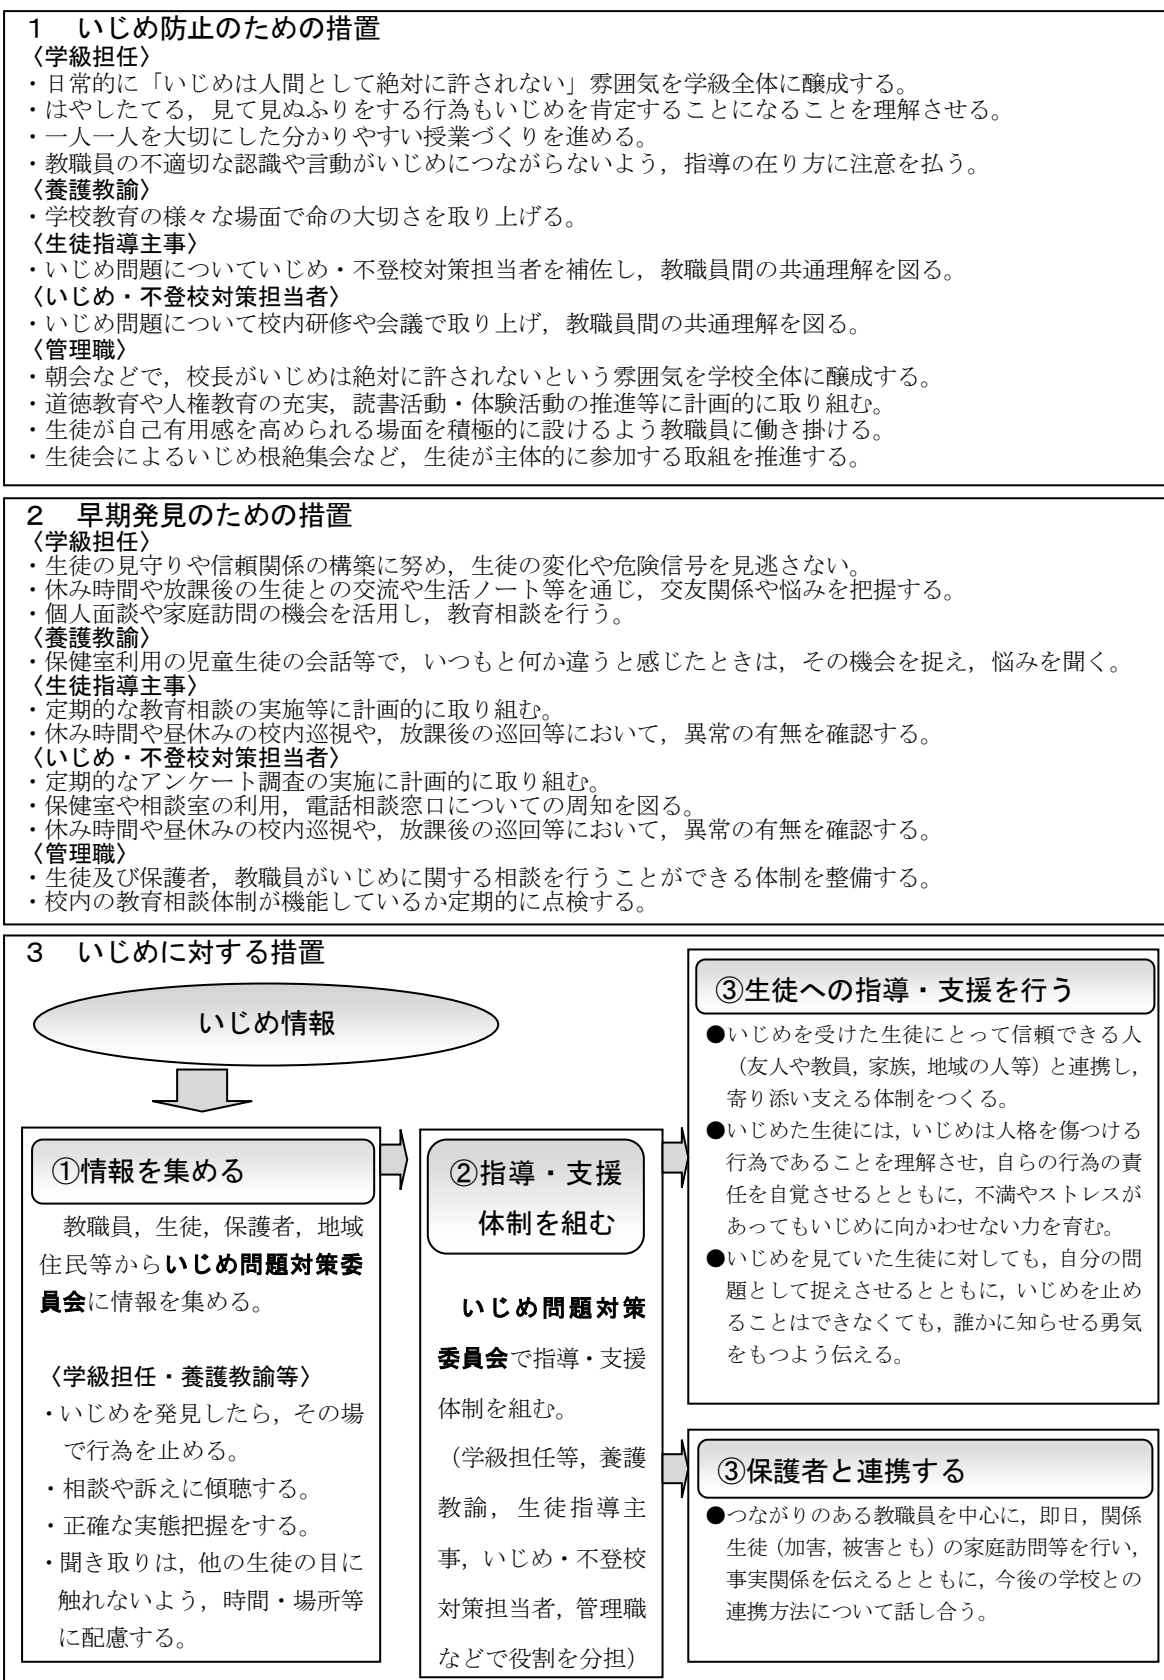 １　いじめ防止のための措置
〈学級担任〉
・日常的に「いじめは人間として絶対に許されない」雰囲気を学級全体に醸成する。
・はやしたてる，見て見ぬふりをする行為もいじめを肯定することになることを理解させる。
・一人一人を大切にした分かりやすい授業づくりを進める。
・教職員の不適切な認識や言動がいじめにつながらないよう，指導の在り方に注意を払う。
〈養護教諭〉
・学校教育の様々な場面で命の大切さを取り上げる。
〈生徒指導主事〉
・いじめ問題についていじめ・不登校対策担当者を補佐し，教職員間の共通理解を図る。
〈いじめ・不登校対策担当者〉
・いじめ問題について校内研修や会議で取り上げ，教職員間の共通理解を図る。
〈管理職〉
・朝会などで，校長がいじめは絶対に許されないという雰囲気を学校全体に醸成する。
・道徳教育や人権教育の充実，読書活動・体験活動の推進等に計画的に取り組む。
・生徒が自己有用感を高められる場面を積極的に設けるよう教職員に働き掛ける。
・生徒会によるいじめ根絶集会など，生徒が主体的に参加する取組を推進する。
２　早期発見のための措置
〈学級担任〉
・生徒の見守りや信頼関係の構築に努め，生徒の変化や危険信号を見逃さない。
・休み時間や放課後の生徒との交流や生活ノート等を通じ，交友関係や悩みを把握する。
・個人面談や家庭訪問の機会を活用し，教育相談を行う。
〈養護教諭〉
・保健室利用の児童生徒の会話等で，いつもと何か違うと感じたときは，その機会を捉え，悩みを聞く。
〈生徒指導主事〉
・定期的な教育相談の実施等に計画的に取り組む。
・休み時間や昼休みの校内巡視や，放課後の巡回等において，異常の有無を確認する。
〈いじめ・不登校対策担当者〉
・定期的なアンケート調査の実施に計画的に取り組む。
・保健室や相談室の利用，電話相談窓口についての周知を図る。
・休み時間や昼休みの校内巡視や，放課後の巡回等において，異常の有無を確認する。
〈管理職〉
・生徒及び保護者，教職員がいじめに関する相談を行うことができる体制を整備する。
・校内の教育相談体制が機能しているか定期的に点検する。
３　いじめに対する措置
いじめ情報
①情報を集める
教職員，生徒，保護者，地域
住民等からいじめ問題対策委
員会に情報を集める。
〈学級担任・養護教諭等〉
・いじめを発見したら，その場
で行為を止める。
・相談や訴えに傾聴する。
・正確な実態把握をする。
・聞き取りは，他の生徒の目に
触れないよう，時間・場所等
に配慮する。
②指導・支援
体制を組む
いじめ問題対策
委員会で指導・支援
体制を組む。
（学級担任等，養護
教諭，生徒指導主
事，いじめ・不登校
対策担当者，管理職
などで役割を分担）
③生徒への指導・支援を行う
●いじめを受けた生徒にとって信頼できる人
（友人や教員，家族，地域の人等）と連携し，
寄り添い支える体制をつくる。
●いじめた生徒には，いじめは人格を傷つける
行為であることを理解させ，自らの行為の責
任を自覚させるとともに，不満やストレスが
あってもいじめに向かわせない力を育む。
●いじめを見ていた生徒に対しても，自分の問
題として捉えさせるとともに，いじめを止め
ることはできなくても，誰かに知らせる勇気
をもつよう伝える。
③保護者と連携する
●つながりのある教職員を中心に，即日，関係
生徒（加害，被害とも）の家庭訪問等を行い，
事実関係を伝えるとともに，今後の学校との
連携方法について話し合う。